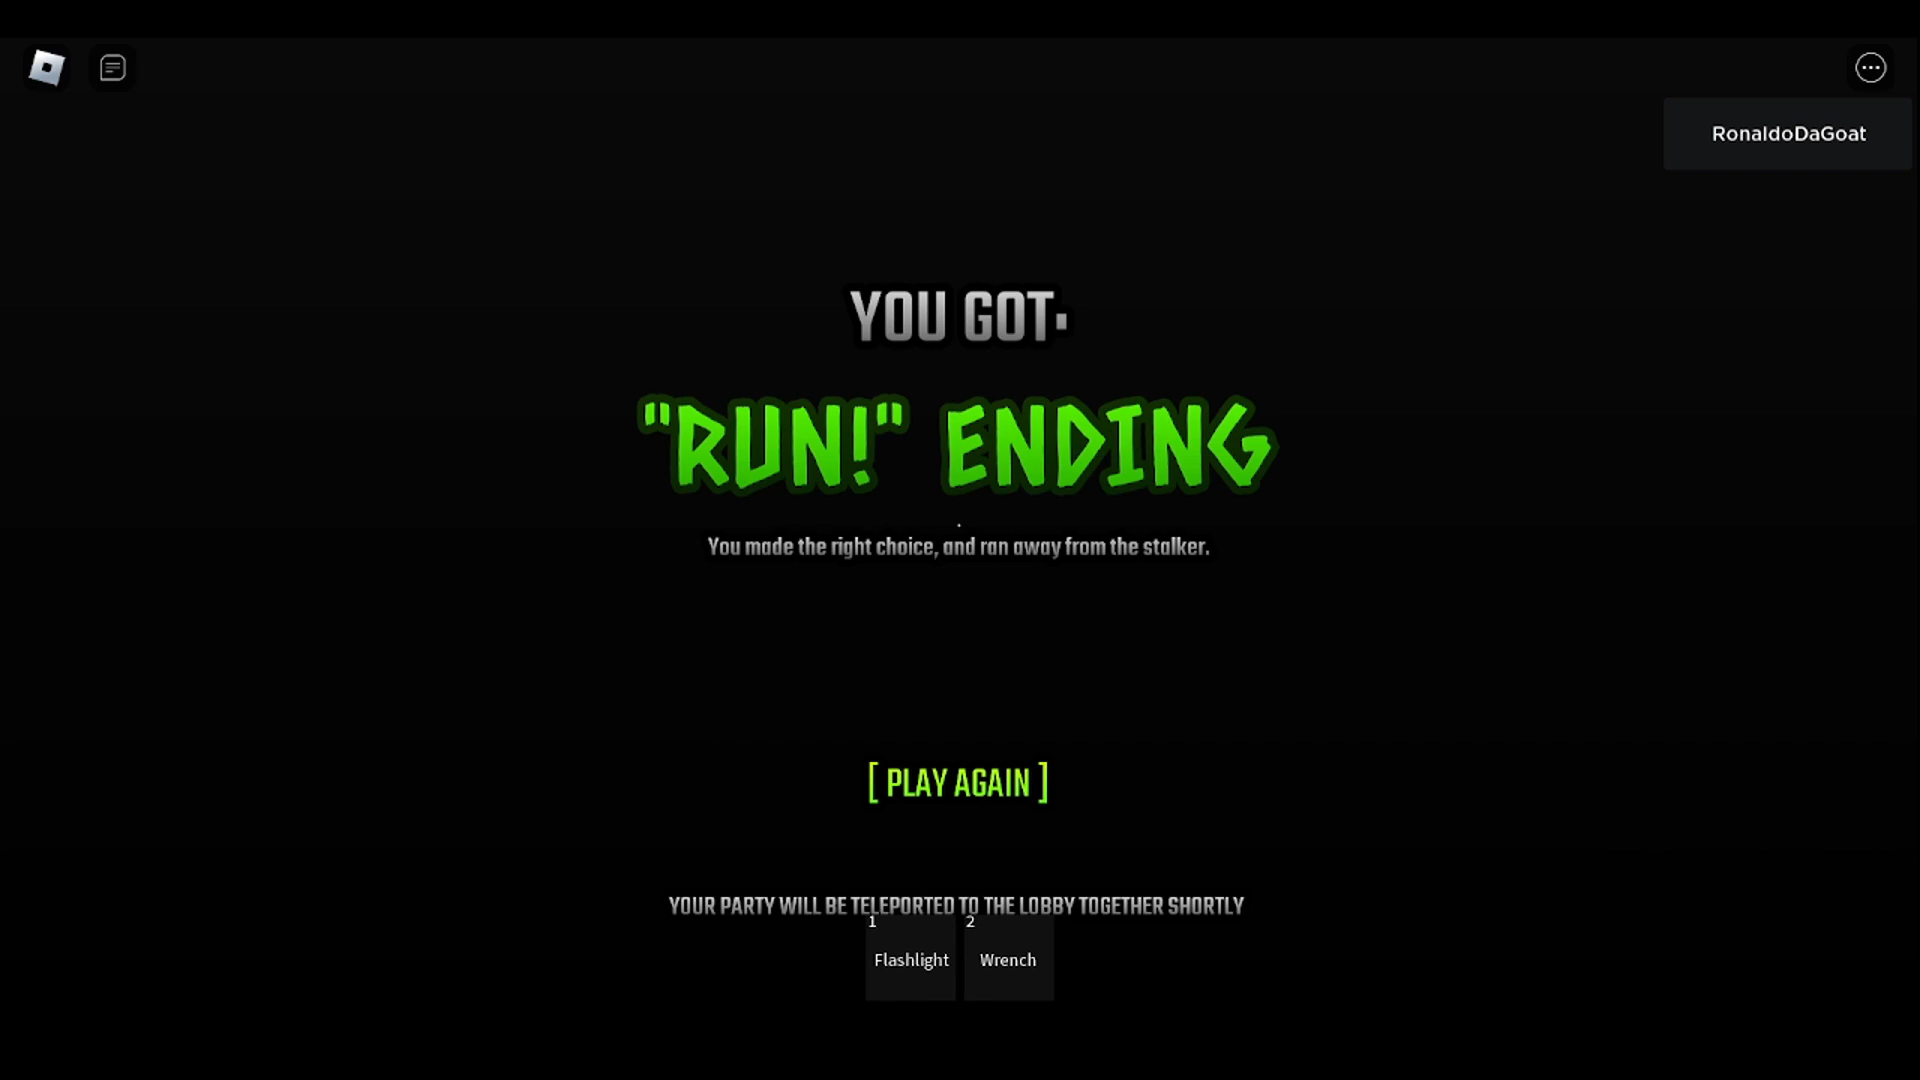 RonaldoDaGoat
YOU GOT:
"RUN!" ENDING
You made the right choice, and ran away from the stalker.
[ PLAY AGAIN ]
YOUR PARTY WILL BE TELEPORTED TO THE LOBBY TOGETHER SHORTLY
1 2
Flashlight Wrench